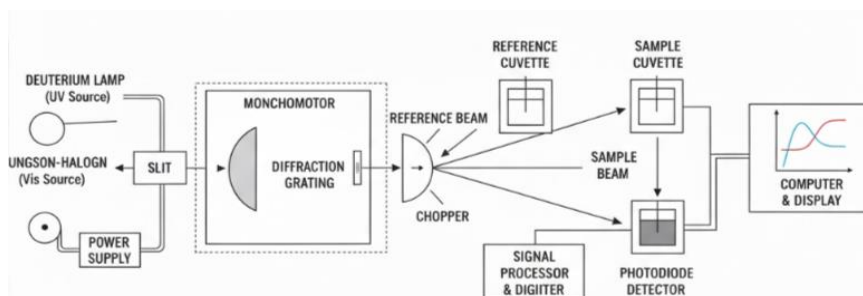 DEUTERIUM LAMP
(UV Source)
UNGSON-HALOGN
(Vis Source)
POWER
SUPPLY
SLIT
MONCHOMOTOR
DIFFRACTION
GRATING
REFERENCE BEAM
CHOPPER
REFERENCE
CUVETTE
SAMPLE
CUVETTE
SAMPLE
BEAM
SIGNAL
PROCESSOR
& DIGIITER
PHOTODIODE
DETECTOR
COMPUTER
& DISPLAY